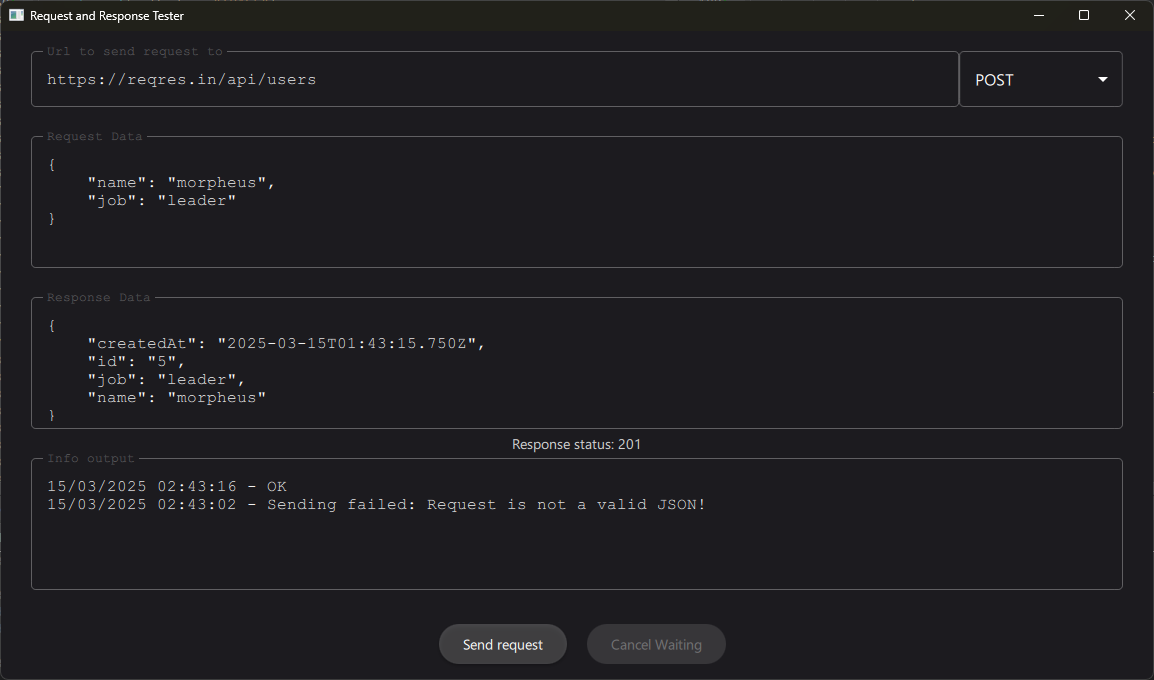 Request and Response Tester
Url to send request to
https://reqres.in/api/users
POST
Request Data
{
    "name": "morpheus",
    "job": "leader"
}
Response Data
{
    "createdAt": "2025-03-15T01:43:15.750Z",
    "id": "5",
    "job": "leader",
    "name": "morpheus"
}
Response status: 201
Info output
15/03/2025 02:43:16 - OK
15/03/2025 02:43:02 - Sending failed: Request is not a valid JSON!
Send request
Cancel Waiting